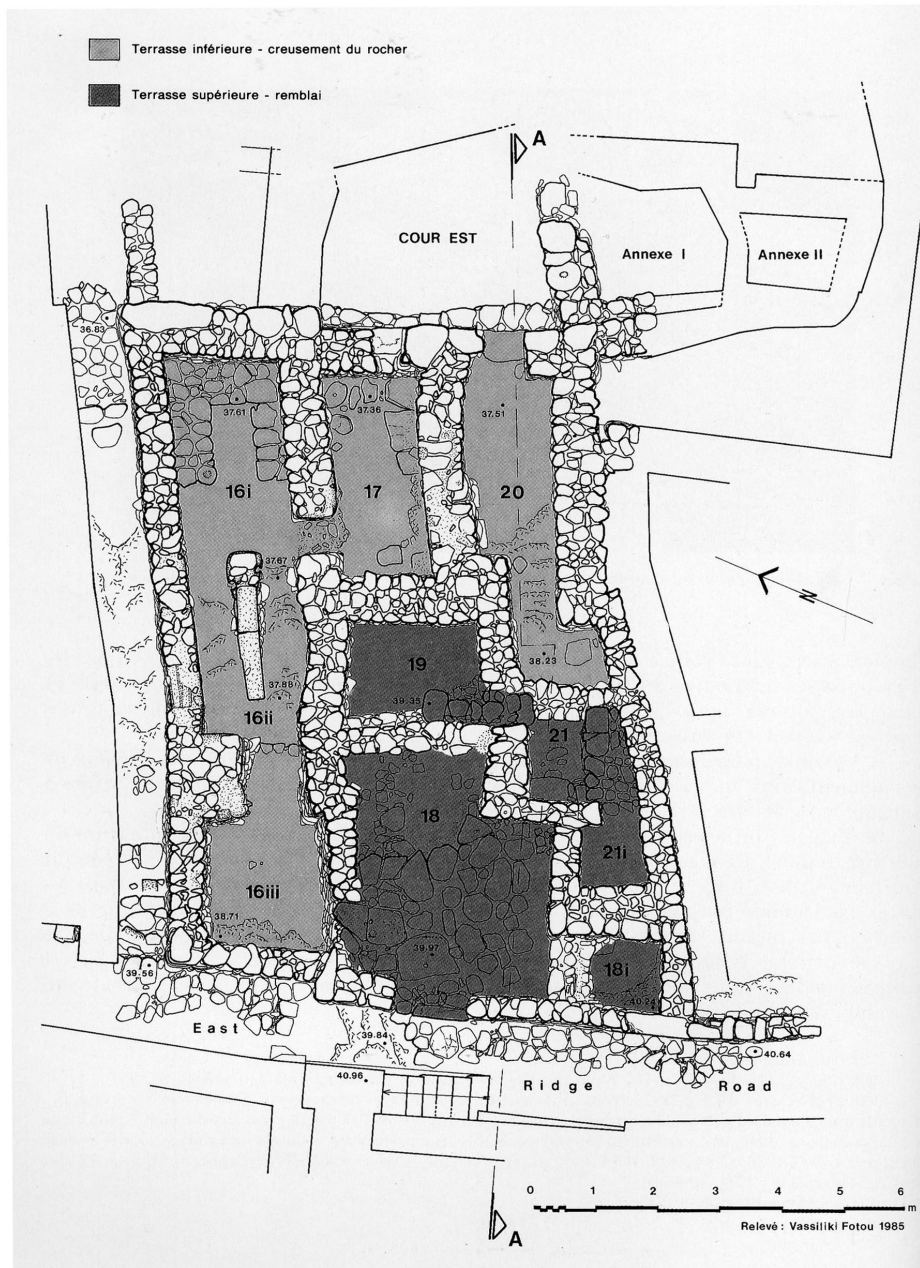 Terrasse inférieure - creusement du rocher
Terrasse supérieure - remblai
A
COUR EST
Annexe I
Annexe II
36.83
37.61
37.36
37.51
16i
17
20
37.67
N
19
38.23
37.88
39.35
16ii
21
18
21i
16iii
38.71
39.97
18i
39.56
40.24
East
39.84
40.64
40.96
Ridge
Road
0 1 2 3 4 5 6
m
Relevé : Vassiliki Fotou 1985
A